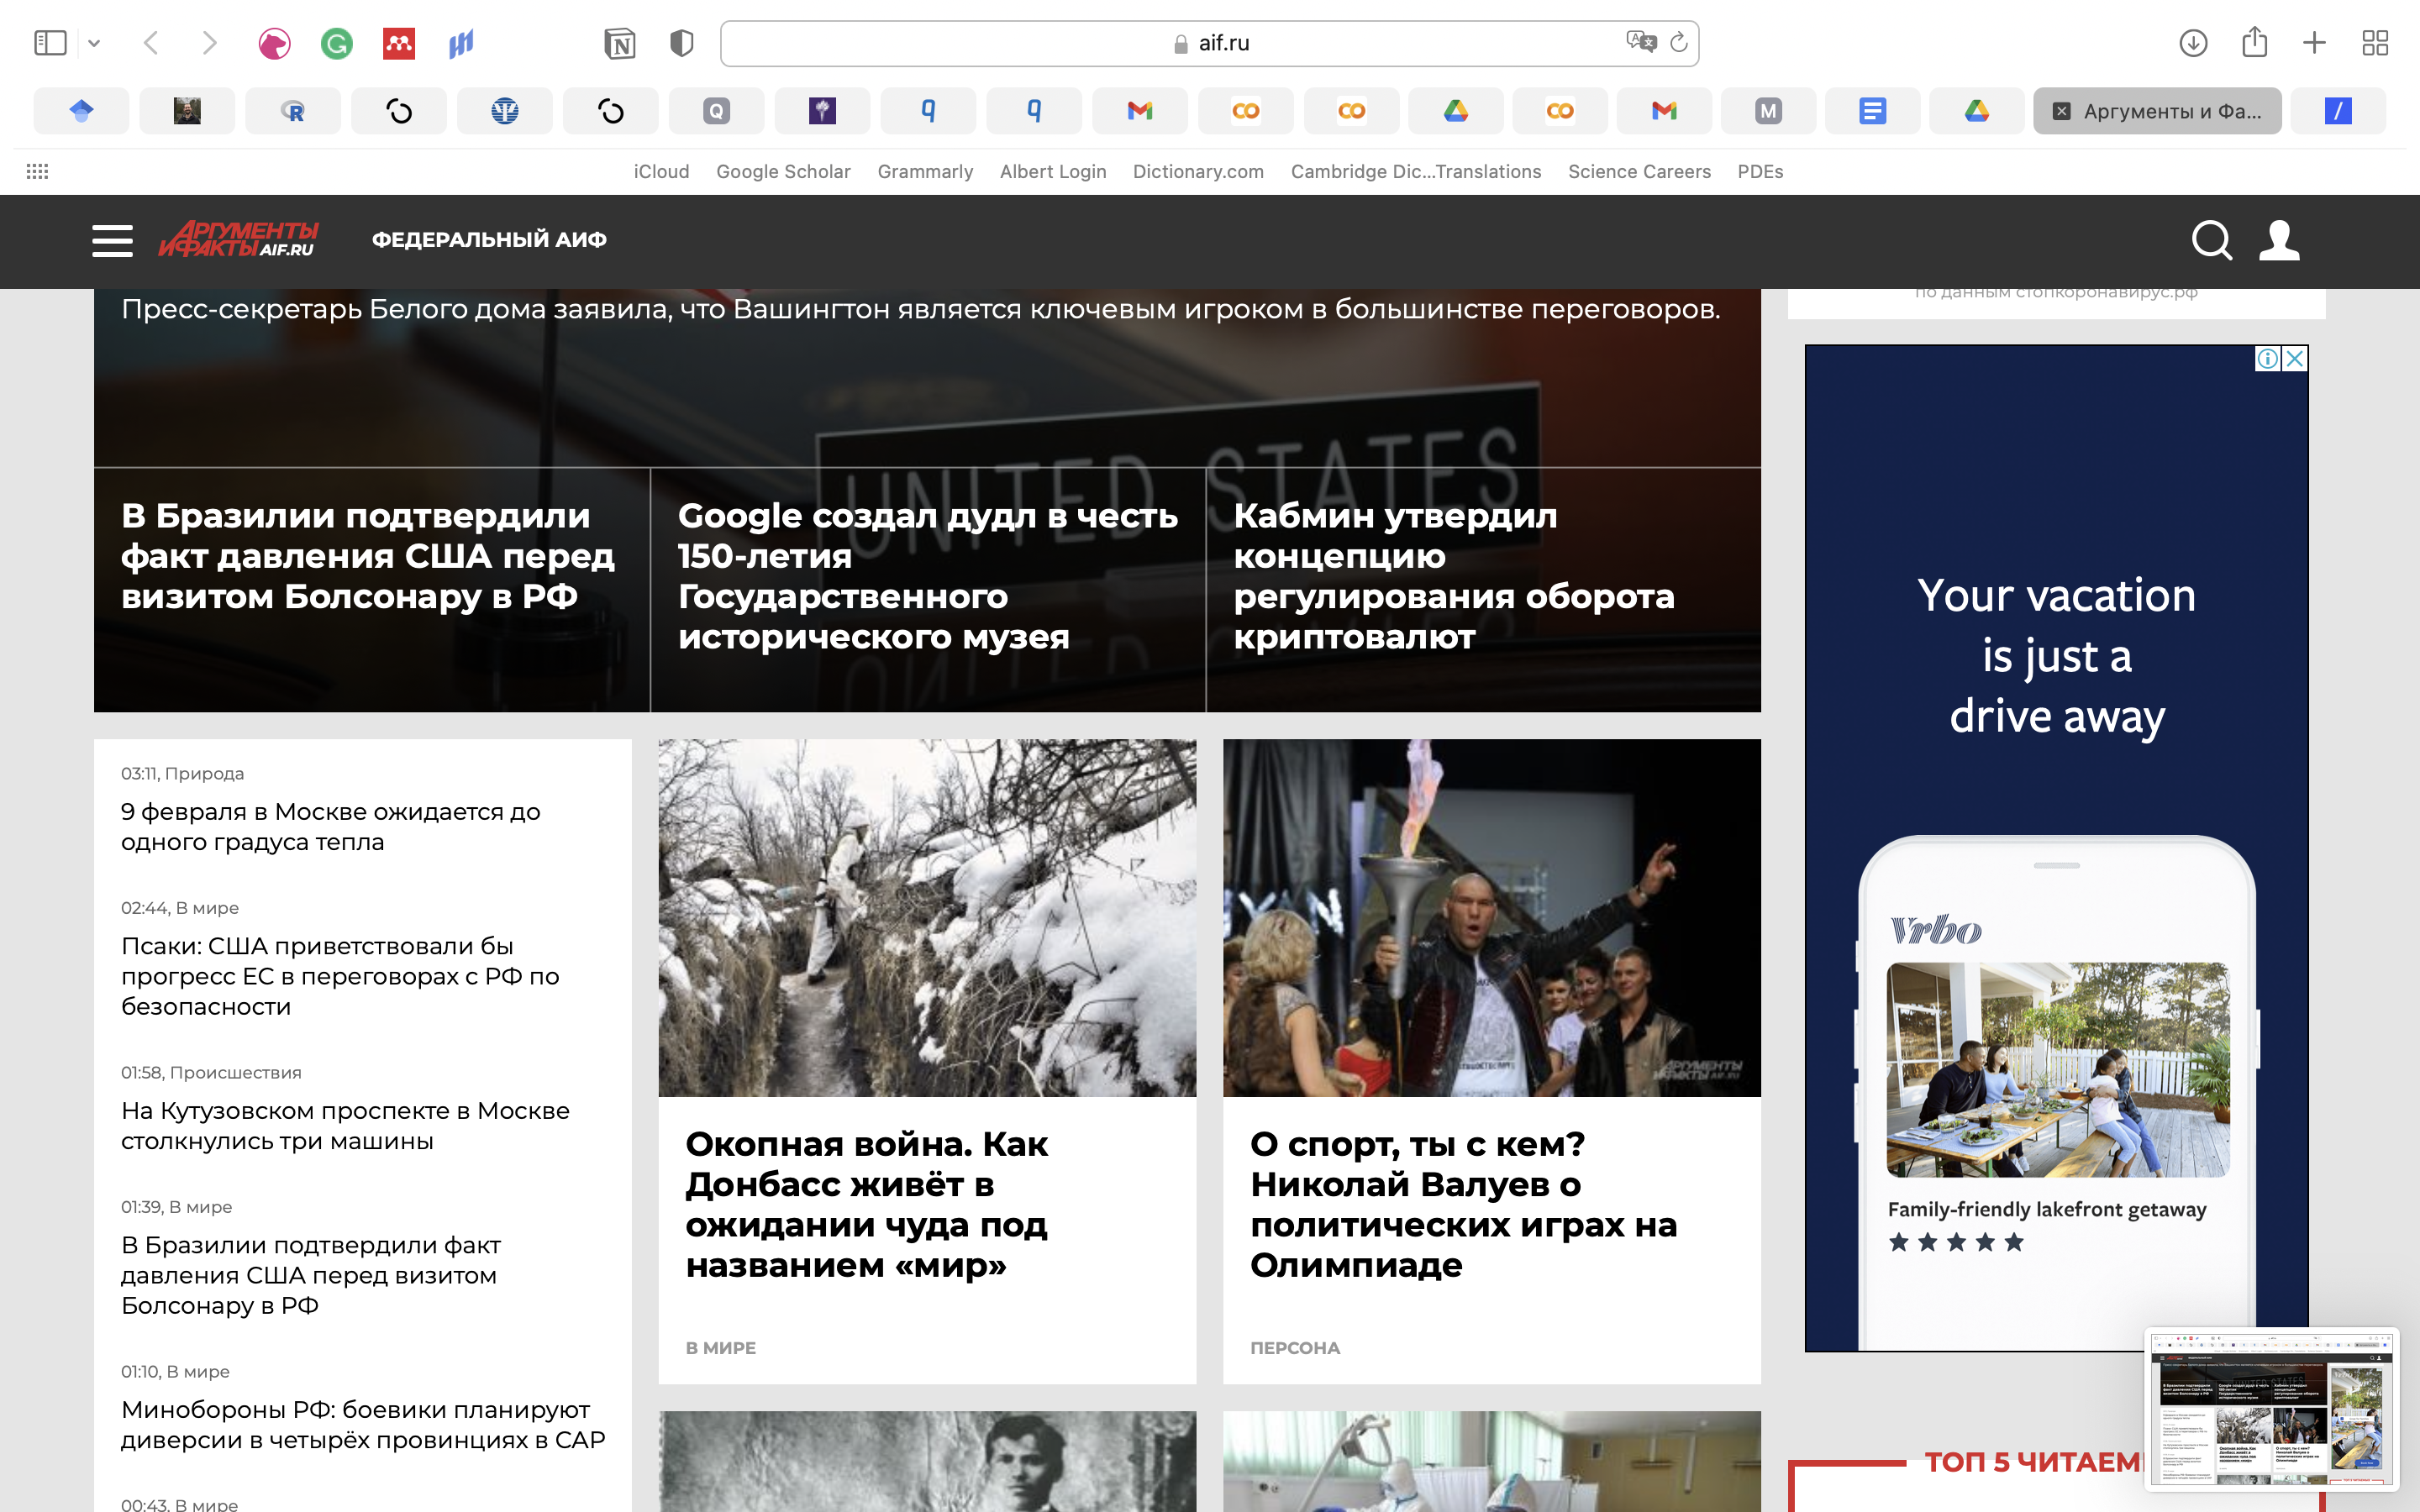 aif.ru
Аргументы и Фа...
iCloud
Google Scholar
Grammarly
Albert Login
Dictionary.com
Cambridge Dic...Translations
Science Careers
PDEs
АРГУМЕНТЫ
И ФАКТЫ AIF.RU
ФЕДЕРАЛЬНЫЙ АИФ
Пресс-секретарь Белого дома заявила, что Вашингтон является ключевым игроком в большинстве переговоров.
по данным стопкоронавирус.рф
UNITED STATES
В Бразилии подтвердили
факт давления США перед
визитом Болсонару в РФ
Google создал дудл в честь
150-летия
Государственного
исторического музея
Кабмин утвердил
концепцию
регулирования оборота
криптовалют
03:11, Природа
9 февраля в Москве ожидается до
одного градуса тепла
02:44, В мире
Псаки: США приветствовали бы
прогресс ЕС в переговорах с РФ по
безопасности
01:58, Происшествия
На Кутузовском проспекте в Москве
столкнулись три машины
01:39, В мире
В Бразилии подтвердили факт
давления США перед визитом
Болсонару в РФ
01:10, В мире
Минобороны РФ: боевики планируют
диверсии в четырёх провинциях в САР
00:43, В мире
Окопная война. Как
Донбасс живёт в
ожидании чуда под
названием «мир»
В МИРЕ
АРГУМЕНТЫ
И ФАКТЫ AIF.RU
О спорт, ты с кем?
Николай Валуев о
политических играх на
Олимпиаде
ПЕРСОНА
Your vacation
is just a
drive away
Vrbo
Family-friendly lakefront getaway
ТОП 5 ЧИТАЕМ